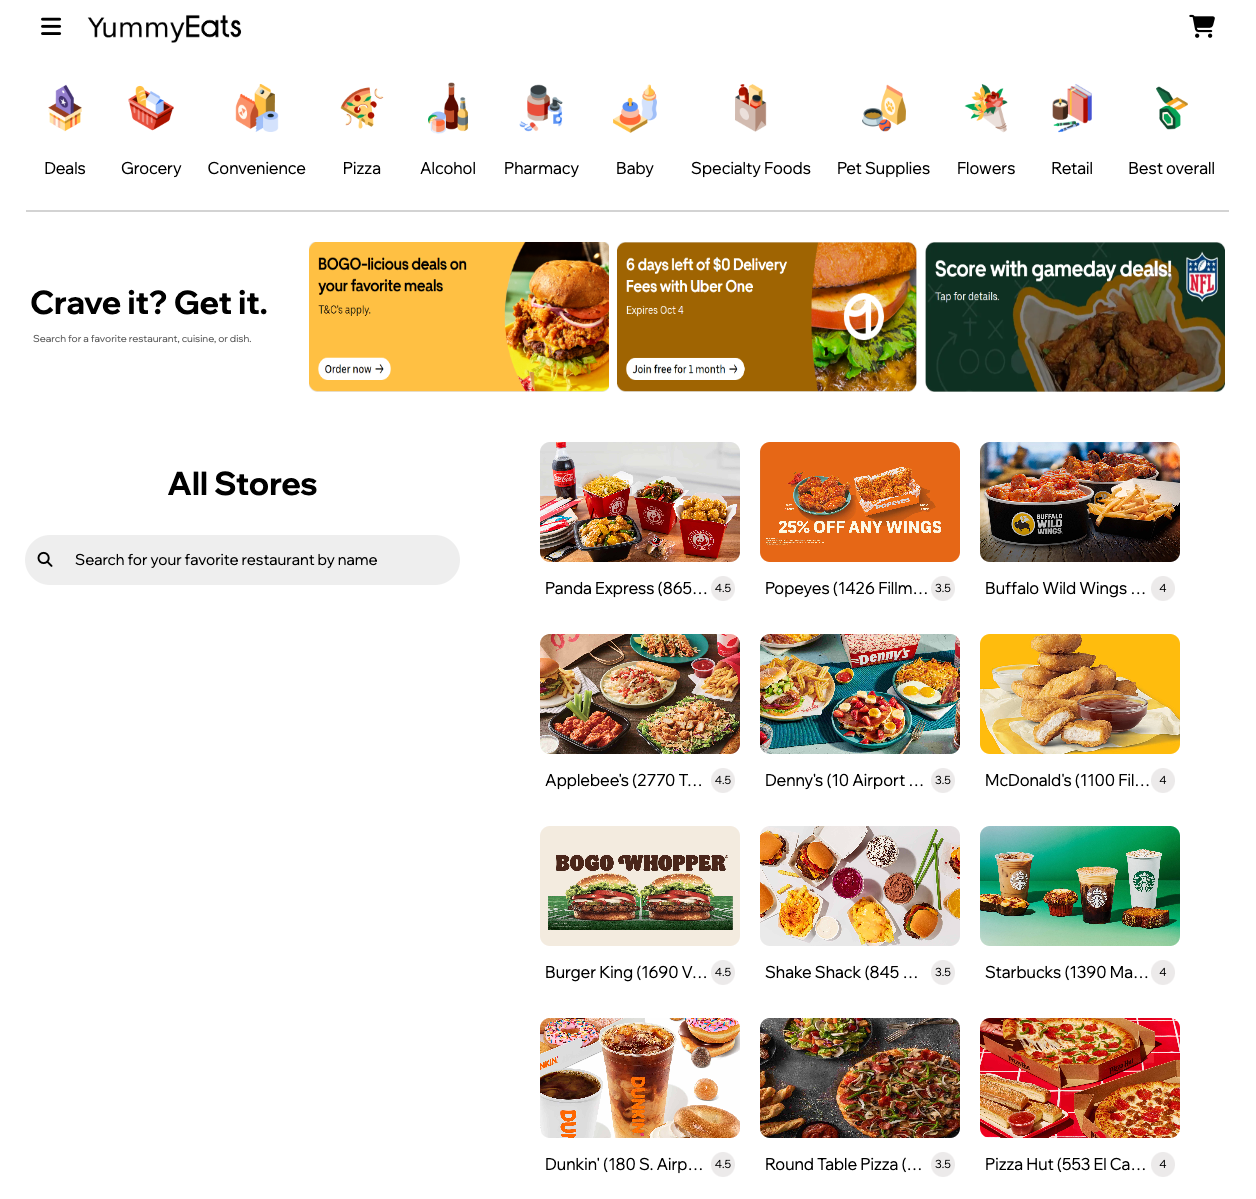 YummyEats
Deals
Grocery
Convenience
Pizza
Alcohol
Pharmacy
Baby
Specialty Foods
Pet Supplies
Flowers
Retail
Best overall
Crave it? Get it.
Search for a favorite restaurant, cuisine, or dish.
BOGO-licious deals on
your favorite meals
T&C's apply.
Order now →
6 days left of $0 Delivery
Fees with Uber One
Expires Oct 4
Join free for 1 month →
Score with gameday deals!
Tap for details.
NFL
All Stores
Search for your favorite restaurant by name
Coca-Cola
Panda Express (865... 4.5
POPEYES
25% OFF ANY WINGS
Popeyes (1426 Fillm... 3.5
BUFFALO
WILD
WINGS
Buffalo Wild Wings ... 4
Applebee's (2770 T... 4.5
Denny's
Denny's (10 Airport ... 3.5
McDonald's (1100 Fil... 4
BOGO WHOPPER
Burger King (1690 V... 4.5
Shake Shack (845 ... 3.5
Starbucks (1390 Ma... 4
DUNKIN'
Dunkin' (180 S. Airp... 4.5
Round Table Pizza (... 3.5
Pizza Hut (553 El Ca... 4